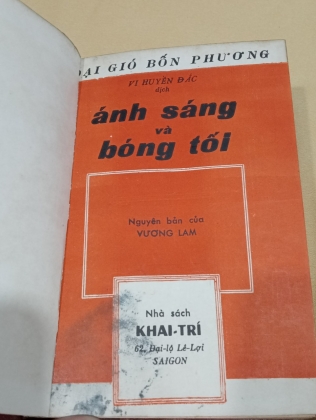 ĐẠI GIÓ BỐN PHƯƠNG
VI HUYỀN ĐẮC
dịch
ánh sáng
và
bóng tối
Nguyên bản của
VƯƠNG LAM
Nhà sách
KHAI-TRÍ
62, Đại-lộ Lê-Lợi
SAIGON